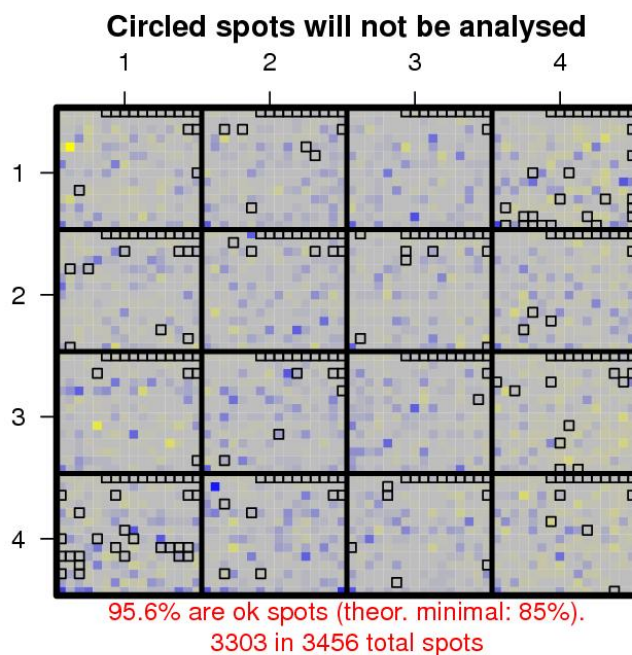 Circled spots will not be analysed
1 2 3 4
1
2
3
4
95.6% are ok spots (theor. minimal: 85%).
3303 in 3456 total spots